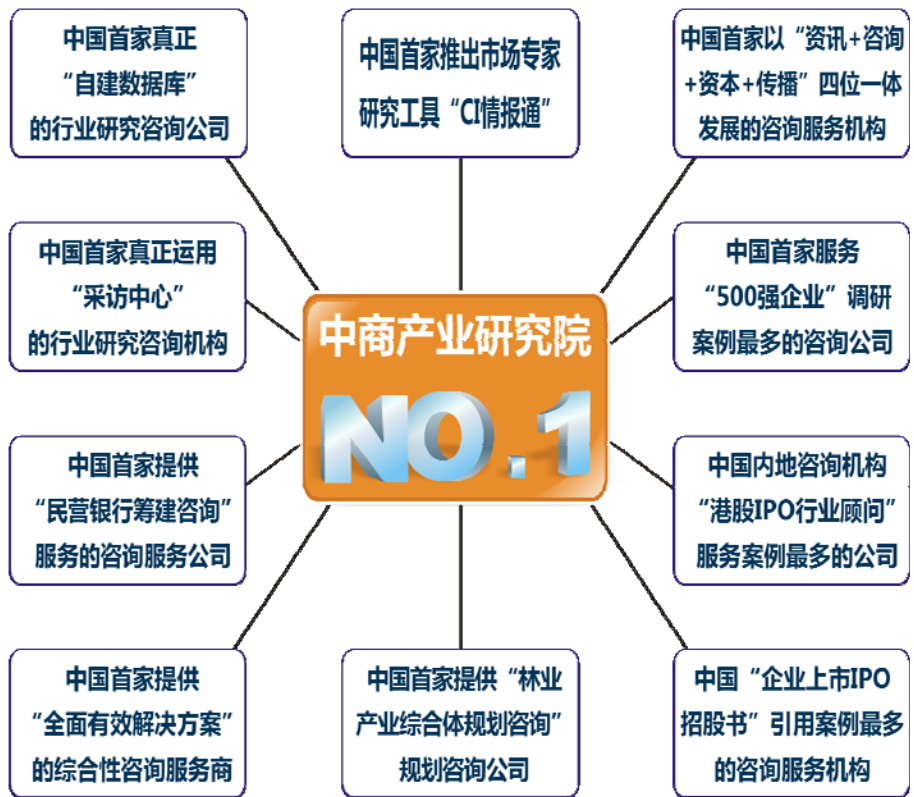 中国首家真正
“自建数据库”
的行业研究咨询公司
中国首家推出市场专家
研究工具“CI情报通”
中国首家以“资讯+咨询
+资本+传播”四位一体
发展的咨询服务机构
中国首家真正运用
“采访中心”
的行业研究咨询机构
中国首家服务
“500强企业”调研
案例最多的咨询公司
中商产业研究院
NO.1
中国首家提供
“民营银行筹建咨询”
服务的咨询服务公司
中国内地咨询机构
“港股IPO行业顾问”
服务案例最多的公司
中国首家提供
“全面有效解决方案”
的综合性咨询服务商
中国首家提供“林业
产业综合体规划咨询”
规划咨询公司
中国“企业上市IPO
招股书”引用案例最多
的咨询服务机构